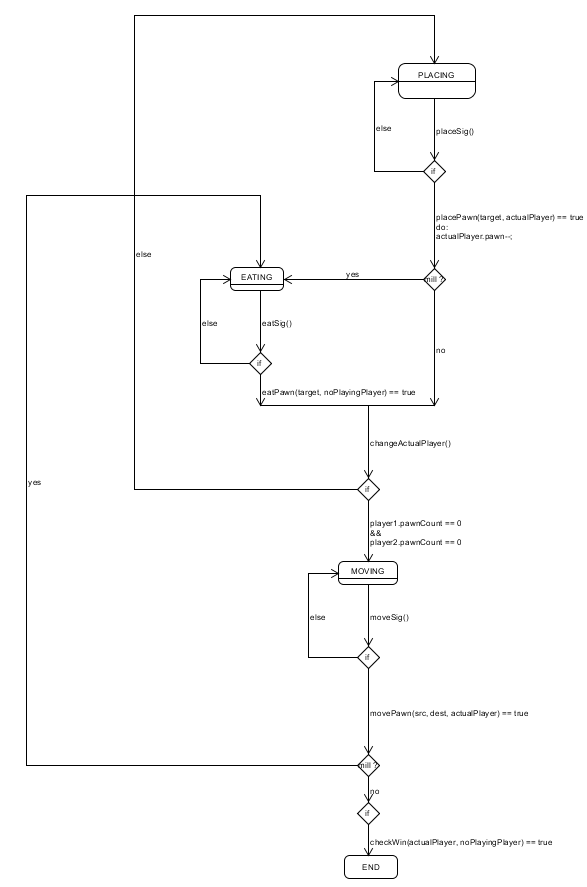 PLACING
else
placeSig()
if
placePawn(target, actualPlayer) == true
do:
actualPlayer.pawn--;
else
EATING
yes
mill ?
else
eatSig()
no
if
eatPawn(target, noPlayingPlayer) == true
changeActualPlayer()
yes
if
player1.pawnCount == 0
&&
player2.pawnCount == 0
MOVING
else
moveSig()
if
movePawn(src, dest, actualPlayer) == true
mill ?
no
if
checkWin(actualPlayer, noPlayingPlayer) == true
END